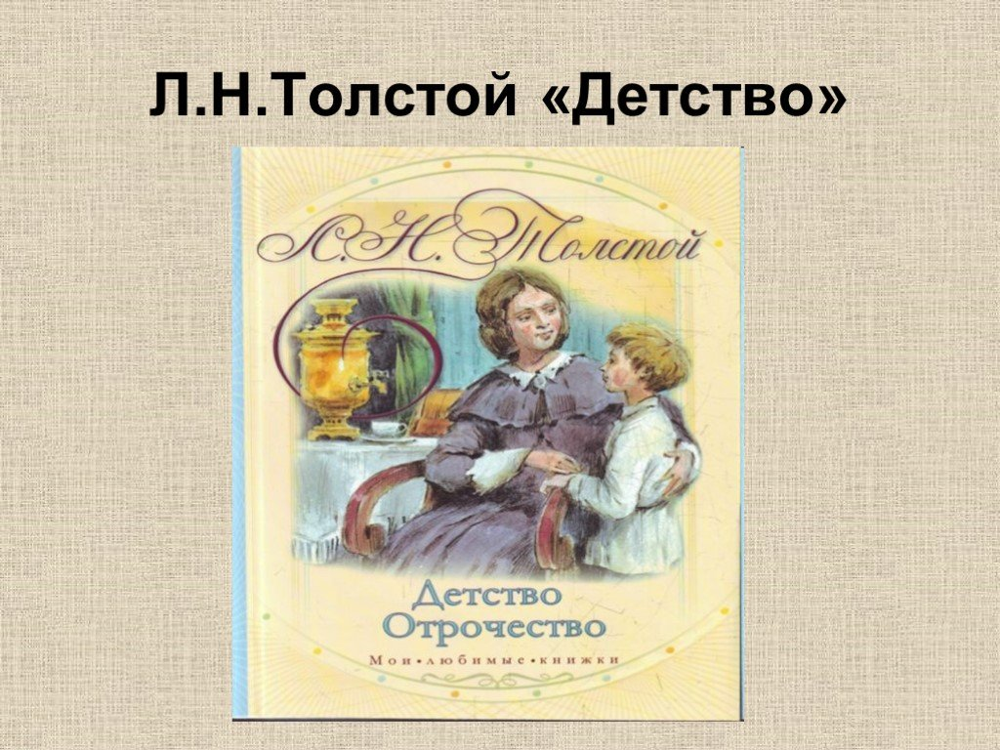 Л.Н.Толстой «Детство»
Л.Н. Толстой
Детство
Отрочество
Мои•любимые•книжки